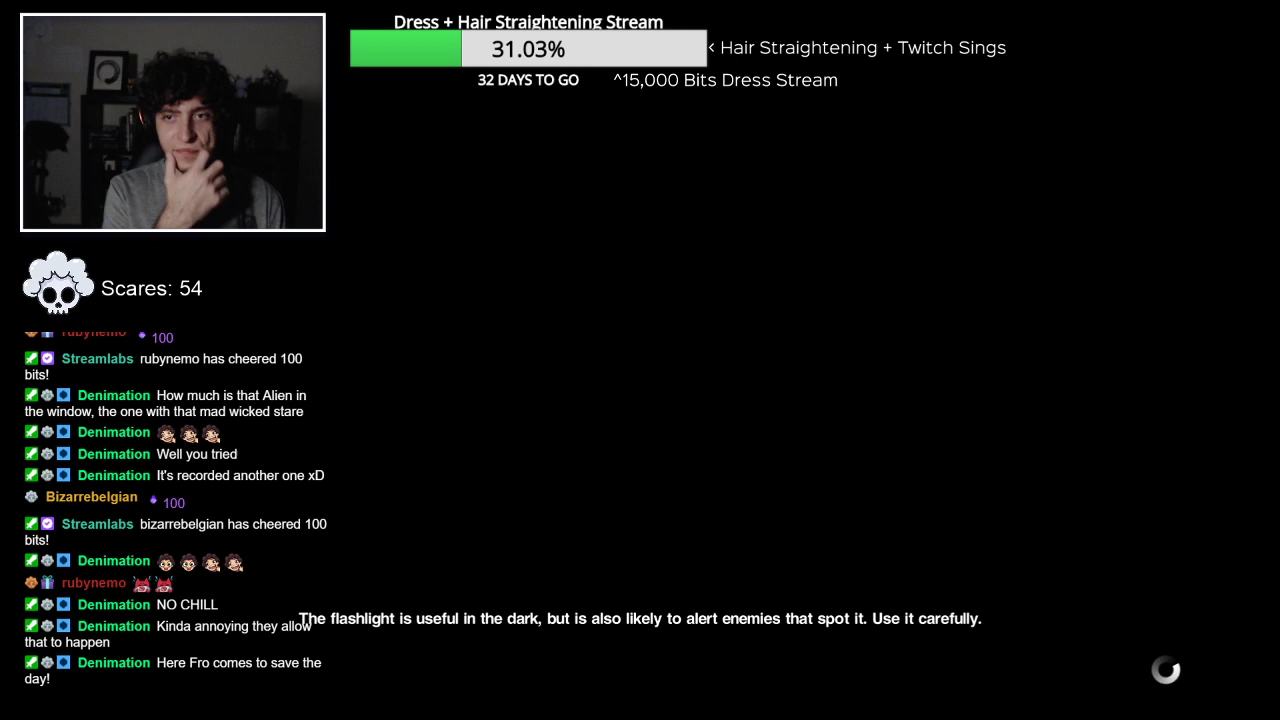 Dress + Hair Straightening Stream
31.03%
< Hair Straightening + Twitch Sings
32 DAYS TO GO
^15,000 Bits Dress Stream
Scares: 54
rubynemo 100
Streamlabs rubynemo has cheered 100
bits!
Denimation How much is that Alien in
the window, the one with that mad wicked stare
Denimation
Denimation Well you tried
Denimation It's recorded another one xD
Bizarrebelgian 100
Streamlabs bizarrebelgian has cheered 100
bits!
Denimation
rubynemo
Denimation NO CHILL
Denimation Kinda annoying they allow
that to happen
Denimation Here Fro comes to save the
day!
The flashlight is useful in the dark, but is also likely to alert enemies that spot it. Use it carefully.